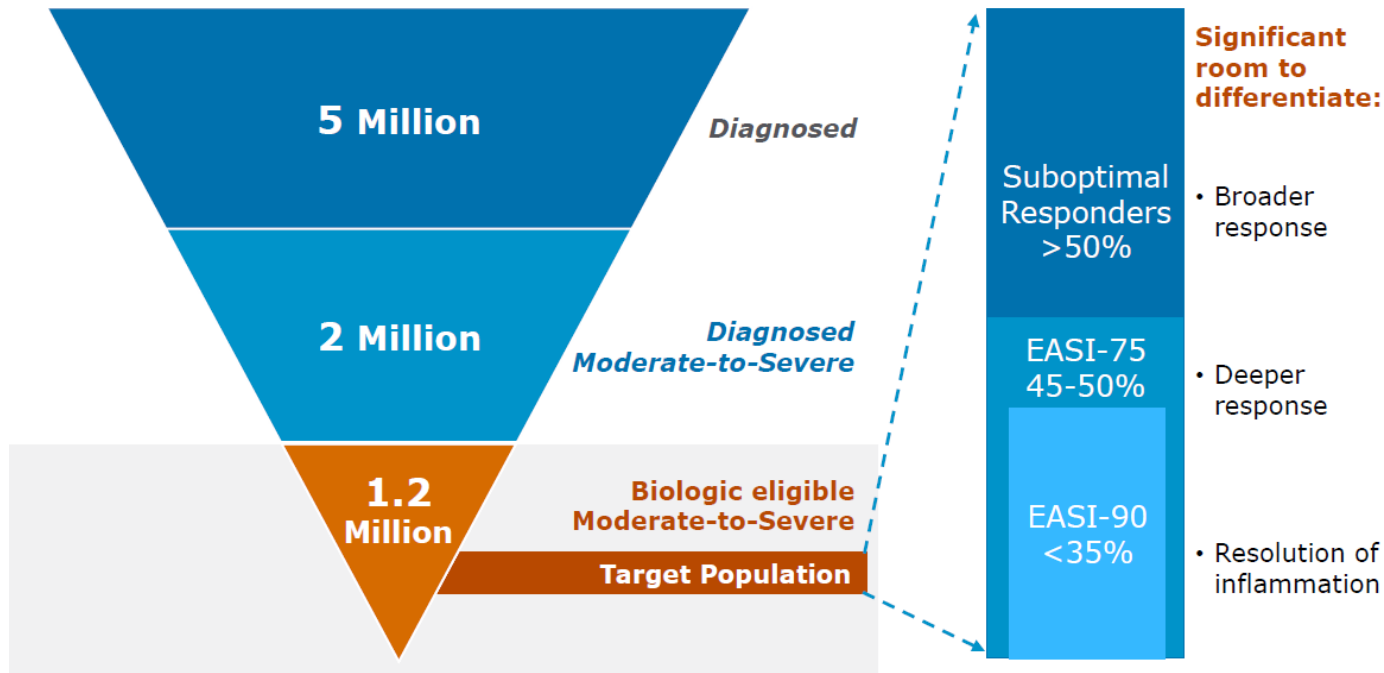 5 Million
Diagnosed
2 Million
Diagnosed
Moderate-to-Severe
1.2
Million
Biologic eligible
Moderate-to-Severe
Target Population
Suboptimal
Responders
>50%
EASI-75
45-50%
EASI-90
<35%
Significant
room to
differentiate:
• Broader
response
• Deeper
response
• Resolution of
inflammation